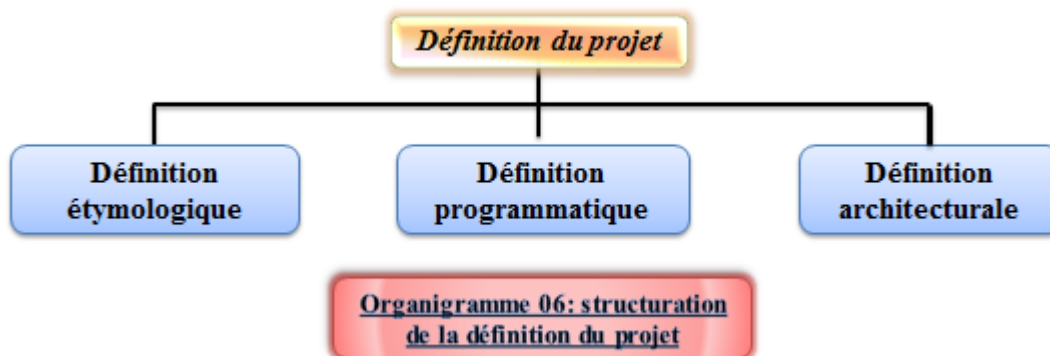 Définition du projet
Définition
étymologique
Définition
programmatique
Définition
architecturale
Organigramme 06: structuration
de la définition du projet